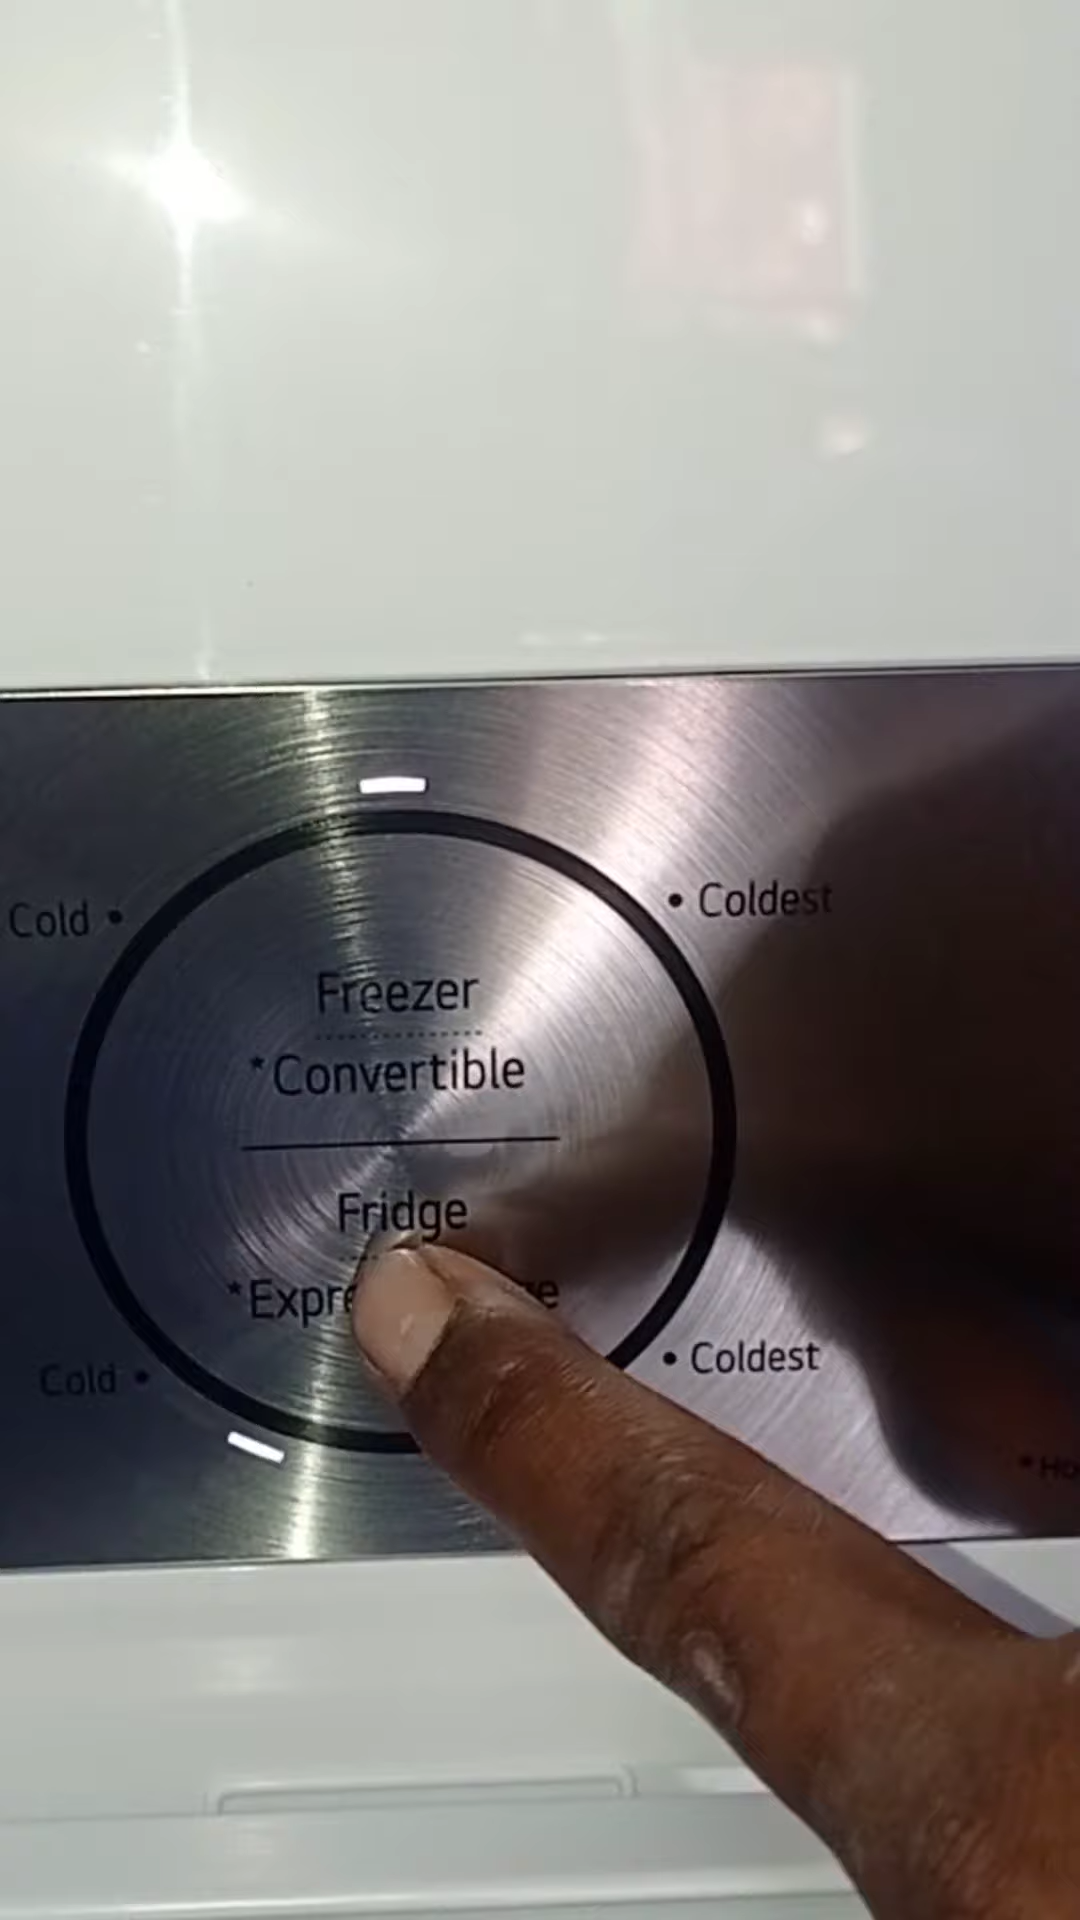 Cold • • Coldest
Freezer
*Convertible
Fridge
Cold • • Coldest